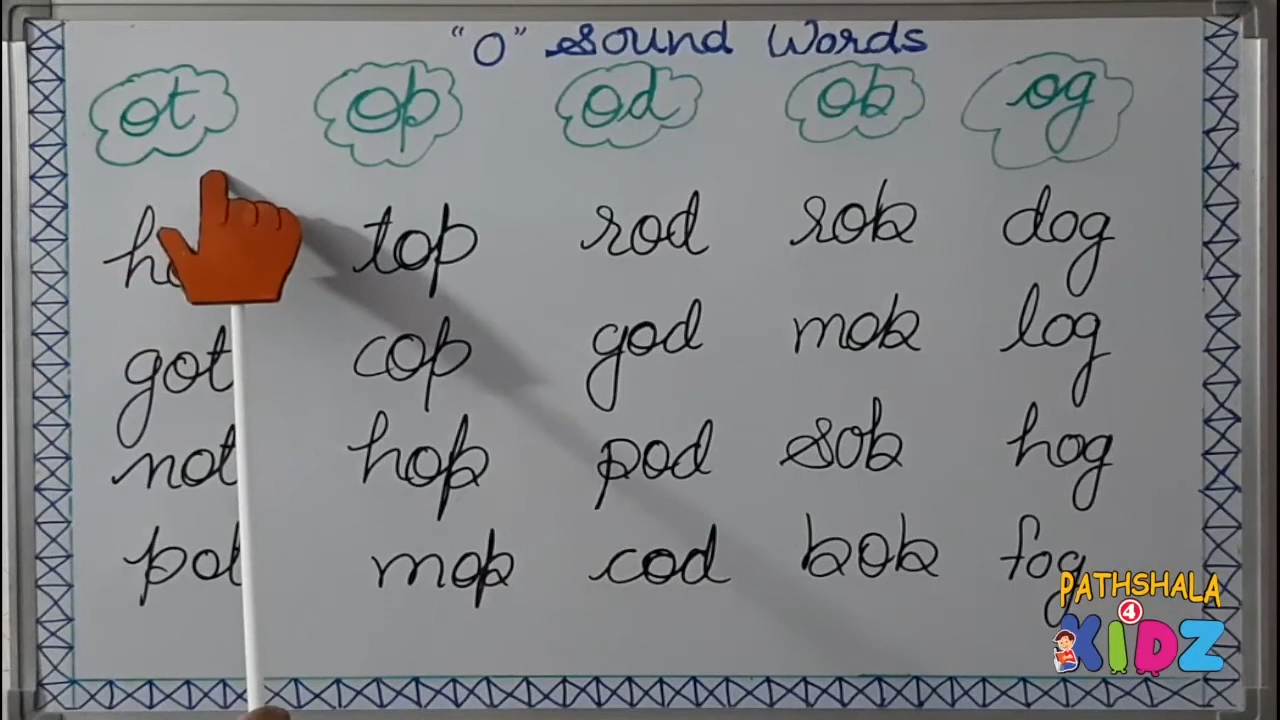 "O" Sound Words
ot op od ob og
top rod rob dog
got cop god mob log
not hop pod sob hog
pot mop cod bob fog
PATHSHALA
4
KIDZ